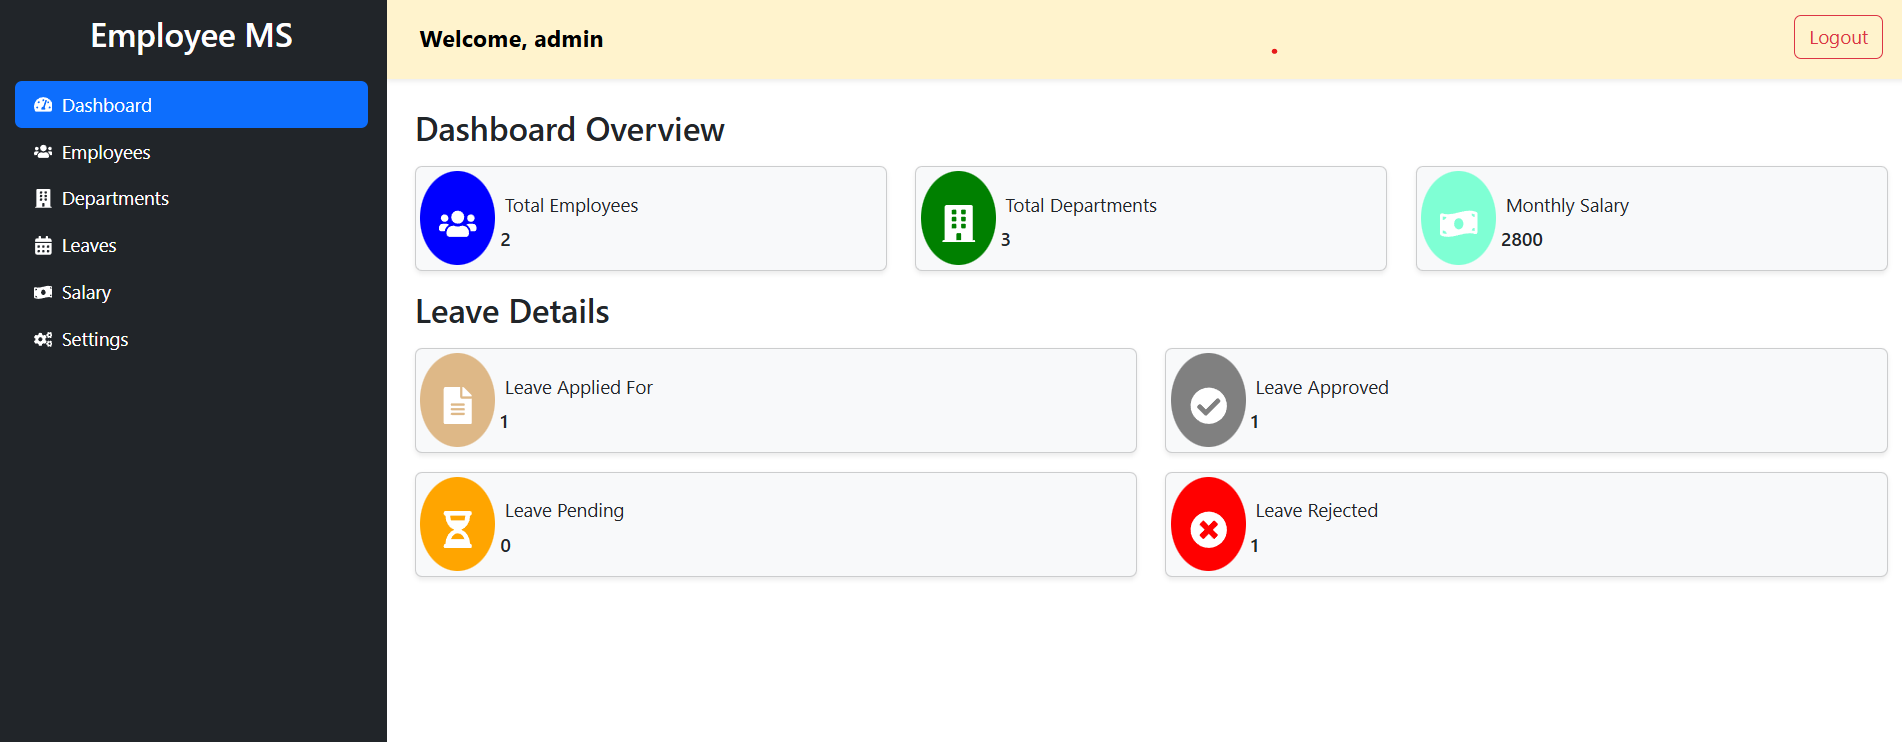 Employee MS
Dashboard
Employees
Departments
Leaves
Salary
Settings
Welcome, admin
Logout
Dashboard Overview
Total Employees
2
Total Departments
3
Monthly Salary
2800
Leave Details
Leave Applied For
1
Leave Approved
1
Leave Pending
0
Leave Rejected
1